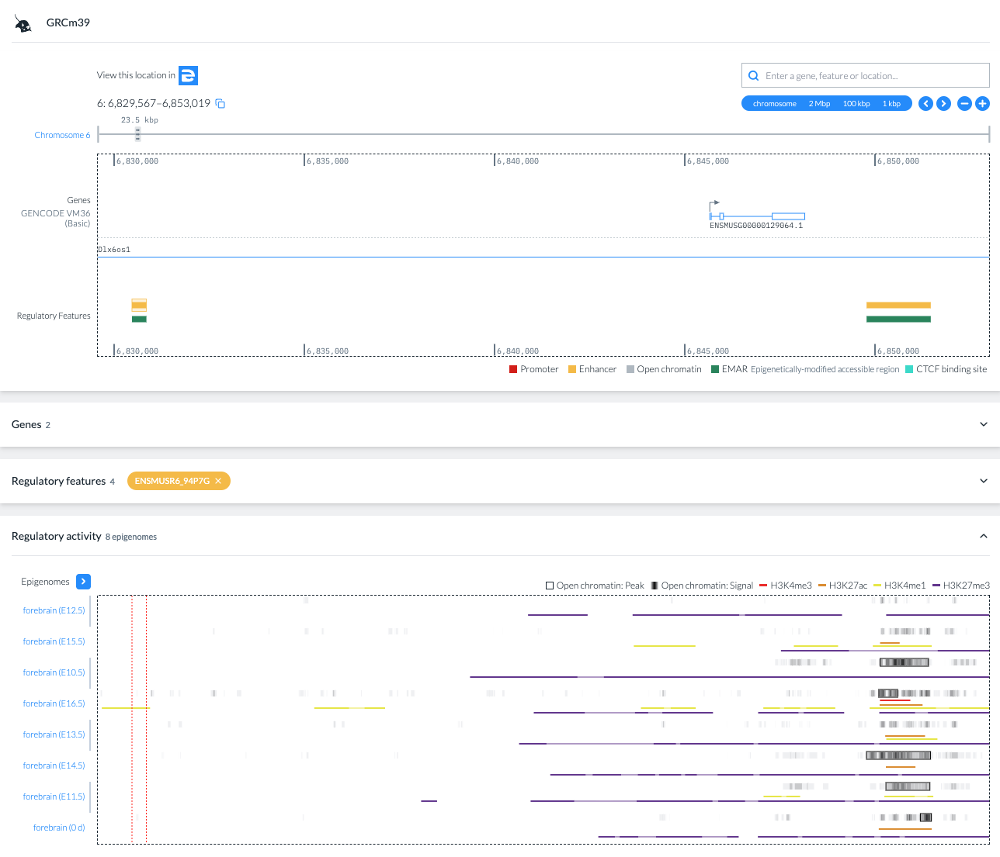 GRCm39
View this location in
Enter a gene, feature or location...
6: 6,829,567–6,853,019
chromosome 2 Mbp 100 kbp 1 kbp
23.5 kbp
Chromosome 6
6,830,000 6,835,000 6,840,000 6,845,000 6,850,000
Genes
GENCODE VM36
(Basic)
ENSMUSG00000129064.1
Dlx6os1
Regulatory Features
6,830,000 6,835,000 6,840,000 6,845,000 6,850,000
Promoter Enhancer Open chromatin EMAR Epigenetically-modified accessible region CTCF binding site
Genes 2
Regulatory features 4 ENSMUSR6_94P7G
Regulatory activity 8 epigenomes
Epigenomes
Open chromatin: Peak Open chromatin: Signal H3K4me3 H3K27ac H3K4me1 H3K27me3
forebrain (E12.5)
forebrain (E15.5)
forebrain (E10.5)
forebrain (E16.5)
forebrain (E13.5)
forebrain (E14.5)
forebrain (E11.5)
forebrain (0 d)